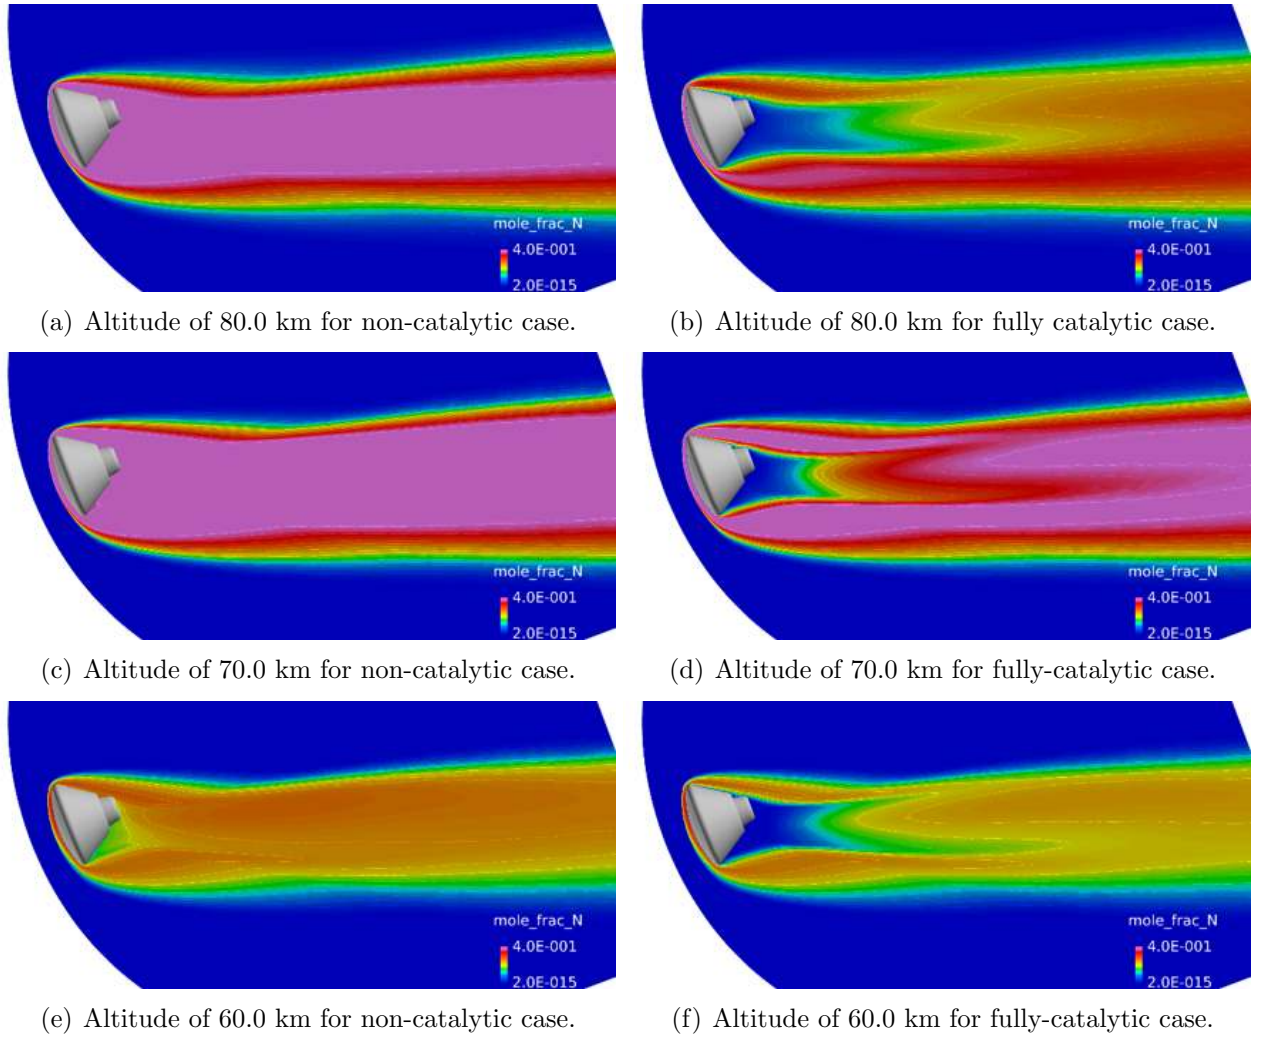 mole_frac_N
4.0E-001
2.0E-015
mole_frac_N
4.0E-001
2.0E-015
(a) Altitude of 80.0 km for non-catalytic case.
(b) Altitude of 80.0 km for fully catalytic case.
mole_frac_N
4.0E-001
2.0E-015
mole_frac_N
4.0E-001
2.0E-015
(c) Altitude of 70.0 km for non-catalytic case.
(d) Altitude of 70.0 km for fully-catalytic case.
mole_frac_N
4.0E-001
2.0E-015
mole_frac_N
4.0E-001
2.0E-015
(e) Altitude of 60.0 km for non-catalytic case.
(f) Altitude of 60.0 km for fully-catalytic case.